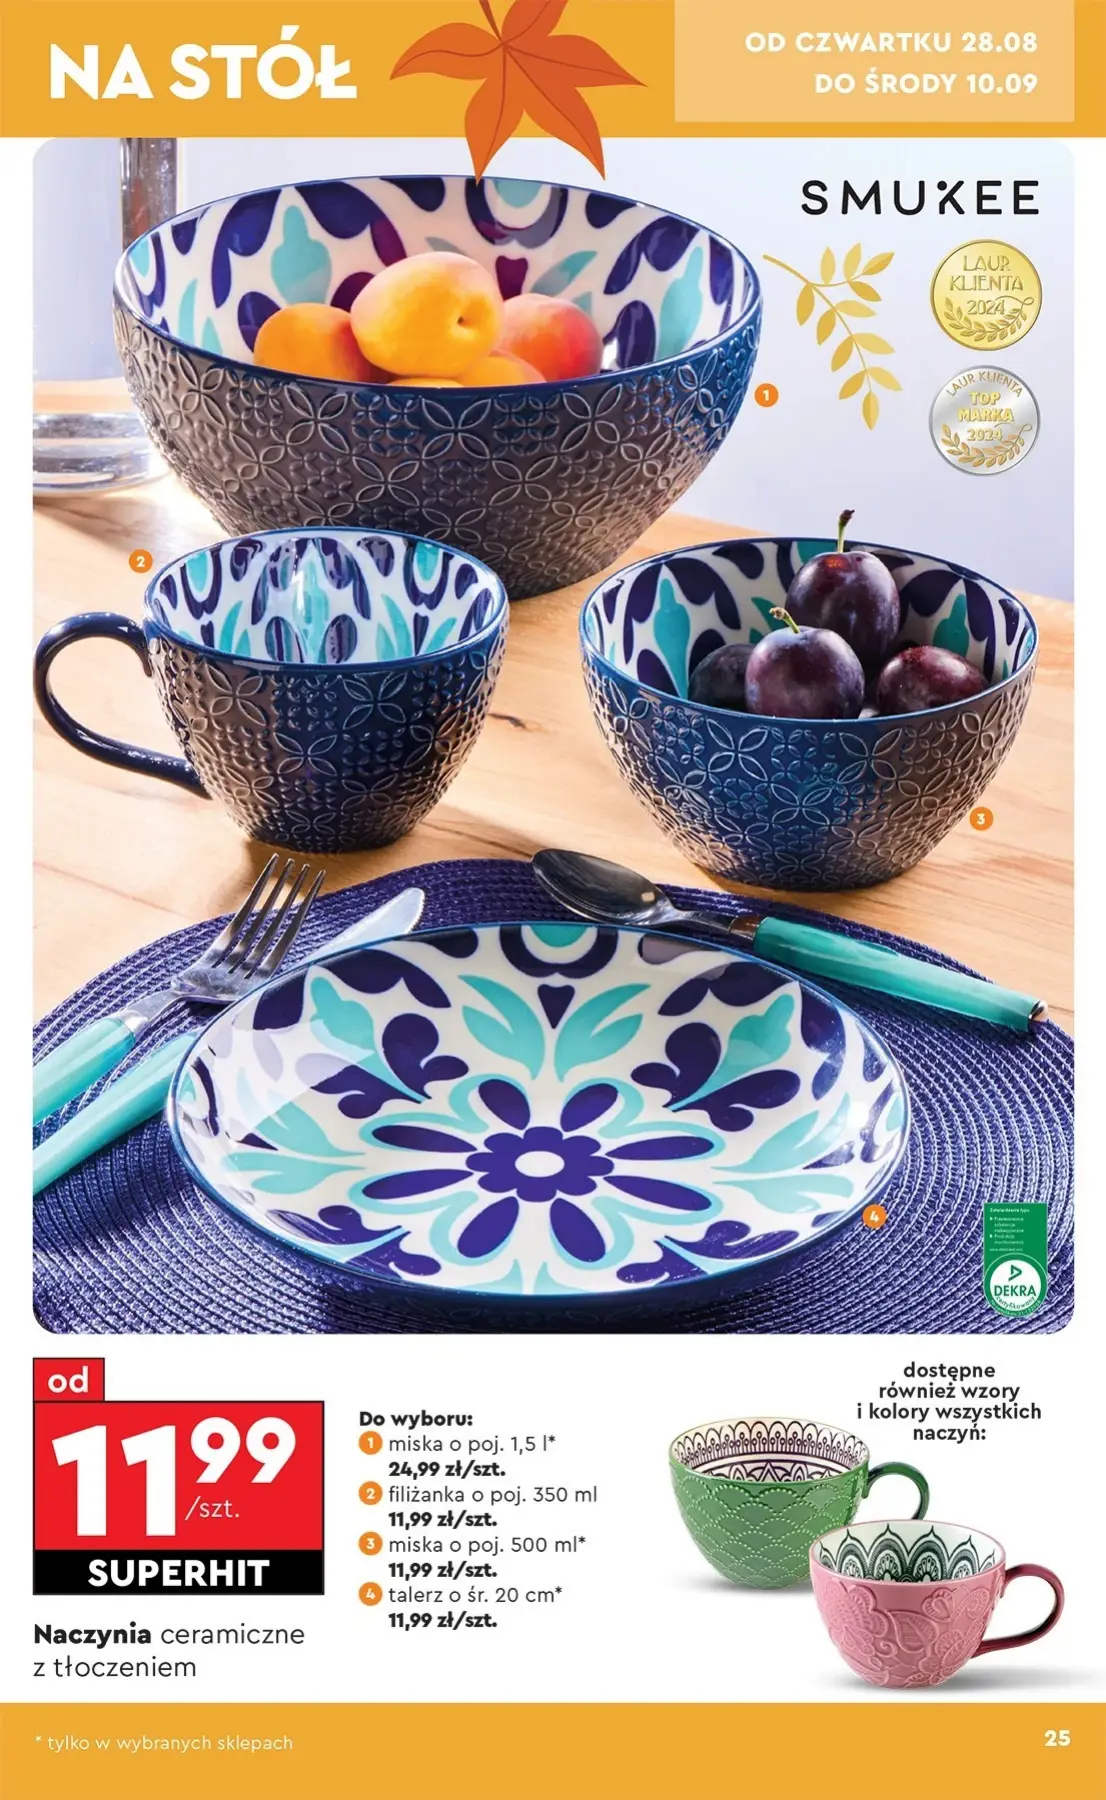 NA STÓŁ
OD CZWARTKU 28.08
DO ŚRODY 10.09
SMUKEE
LAUR
KLIENTA
2024
LAUR KLIENTA
TOP
MARKA
2024
1
2
3
4
DEKRA
od
11 99
/szt.
SUPERHIT
Naczynia ceramiczne
z tłoczeniem
Do wyboru:
1 miska o poj. 1,5 l*
24,99 zł/szt.
2 filiżanka o poj. 350 ml
11,99 zł/szt.
3 miska o poj. 500 ml*
11,99 zł/szt.
4 talerz o śr. 20 cm*
11,99 zł/szt.
dostępne
również wzory
i kolory wszystkich
naczyń:
* tylko w wybranych sklepach
25